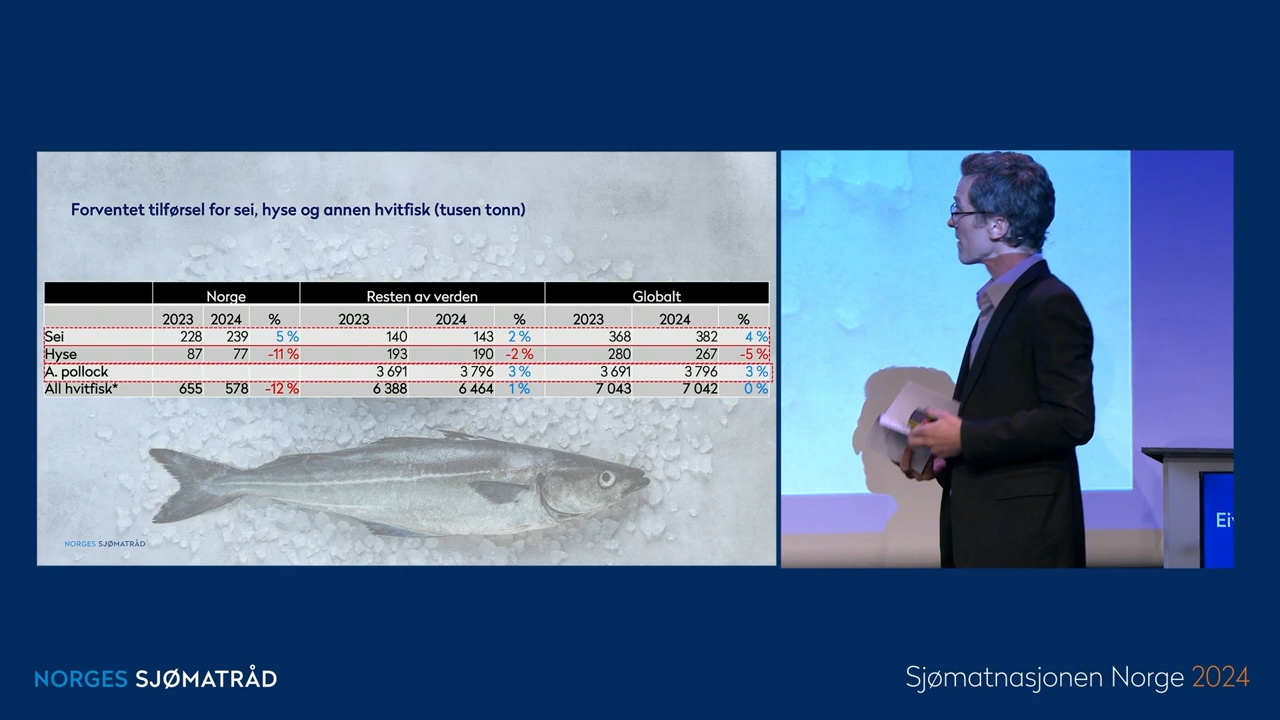 Forventet tilførsel for sei, hyse og annen hvitfisk (tusen tonn)
Norge Resten av verden Globalt
2023 2024 % 2023 2024 % 2023 2024 %
Sei 228 239 5 % 140 143 2 % 368 382 4 %
Hyse 87 77 -11 % 193 190 -2 % 280 267 -5 %
A. pollock 3 691 3 796 3 % 3 691 3 796 3 %
All hvitfisk* 655 578 -12 % 6 388 6 464 1 % 7 043 7 042 0 %
NORGES SJØMATRÅD
NORGES SJØMATRÅD
Sjømatnasjonen Norge 2024